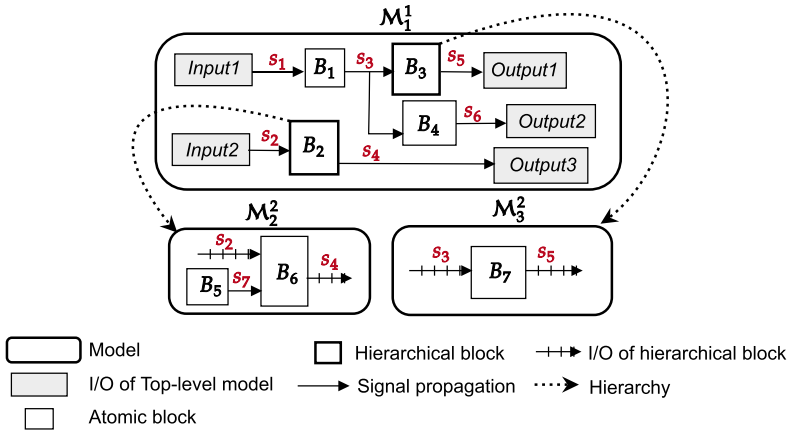 ℳ₁¹
Input1 s₁ B₁ s₃ B₃ s₅ Output1
B₄ s₆ Output2
Input2 s₂ B₂ s₄ Output3
ℳ₂² ℳ₃²
s₂ B₆ s₄ s₃ B₇ s₅
B₅ s₇
Model Hierarchical block I/O of hierarchical block
I/O of Top-level model Signal propagation Hierarchy
Atomic block